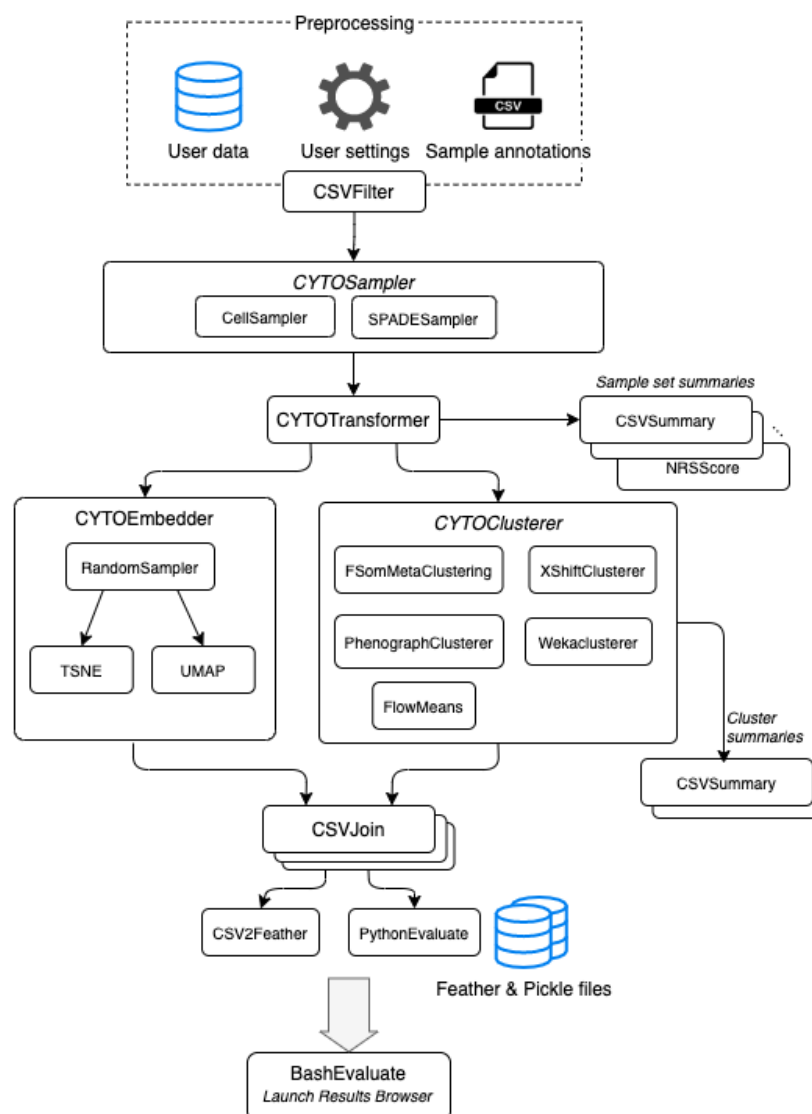 Preprocessing
CSV
User data
User settings
Sample annotations
CSVFilter
CYTOSampler
CellSampler
SPADESampler
Sample set summaries
CYTOTransformer
CSVSummary
NRSScore
CYTOEmbedder
CYTOClusterer
RandomSampler
FSomMetaClustering
XShiftClusterer
TSNE
UMAP
PhenographClusterer
Wekaclusterer
FlowMeans
Cluster
summaries
CSVSummary
CSVJoin
CSV2Feather
PythonEvaluate
Feather & Pickle files
BashEvaluate
Launch Results Browser